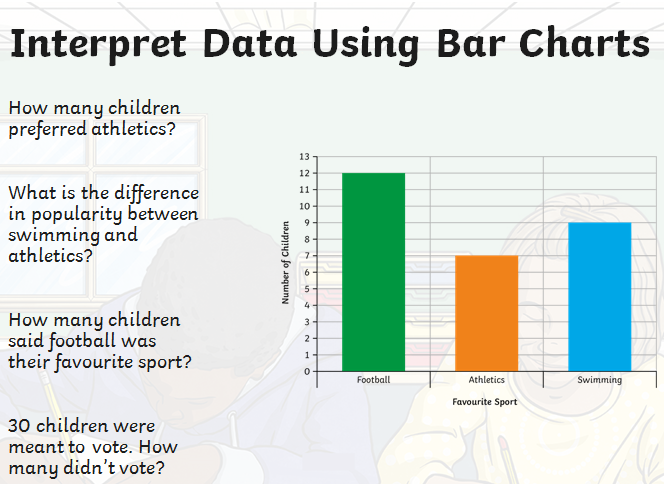 Interpret Data Using Bar Charts
How many children
preferred athletics?
What is the difference
in popularity between
swimming and
athletics?
How many children
said football was
their favourite sport?
30 children were
meant to vote. How
many didn't vote?
Number of Children
13
12
11
10
9
8
7
6
5
4
3
2
1
0
Football Athletics Swimming
Favourite Sport